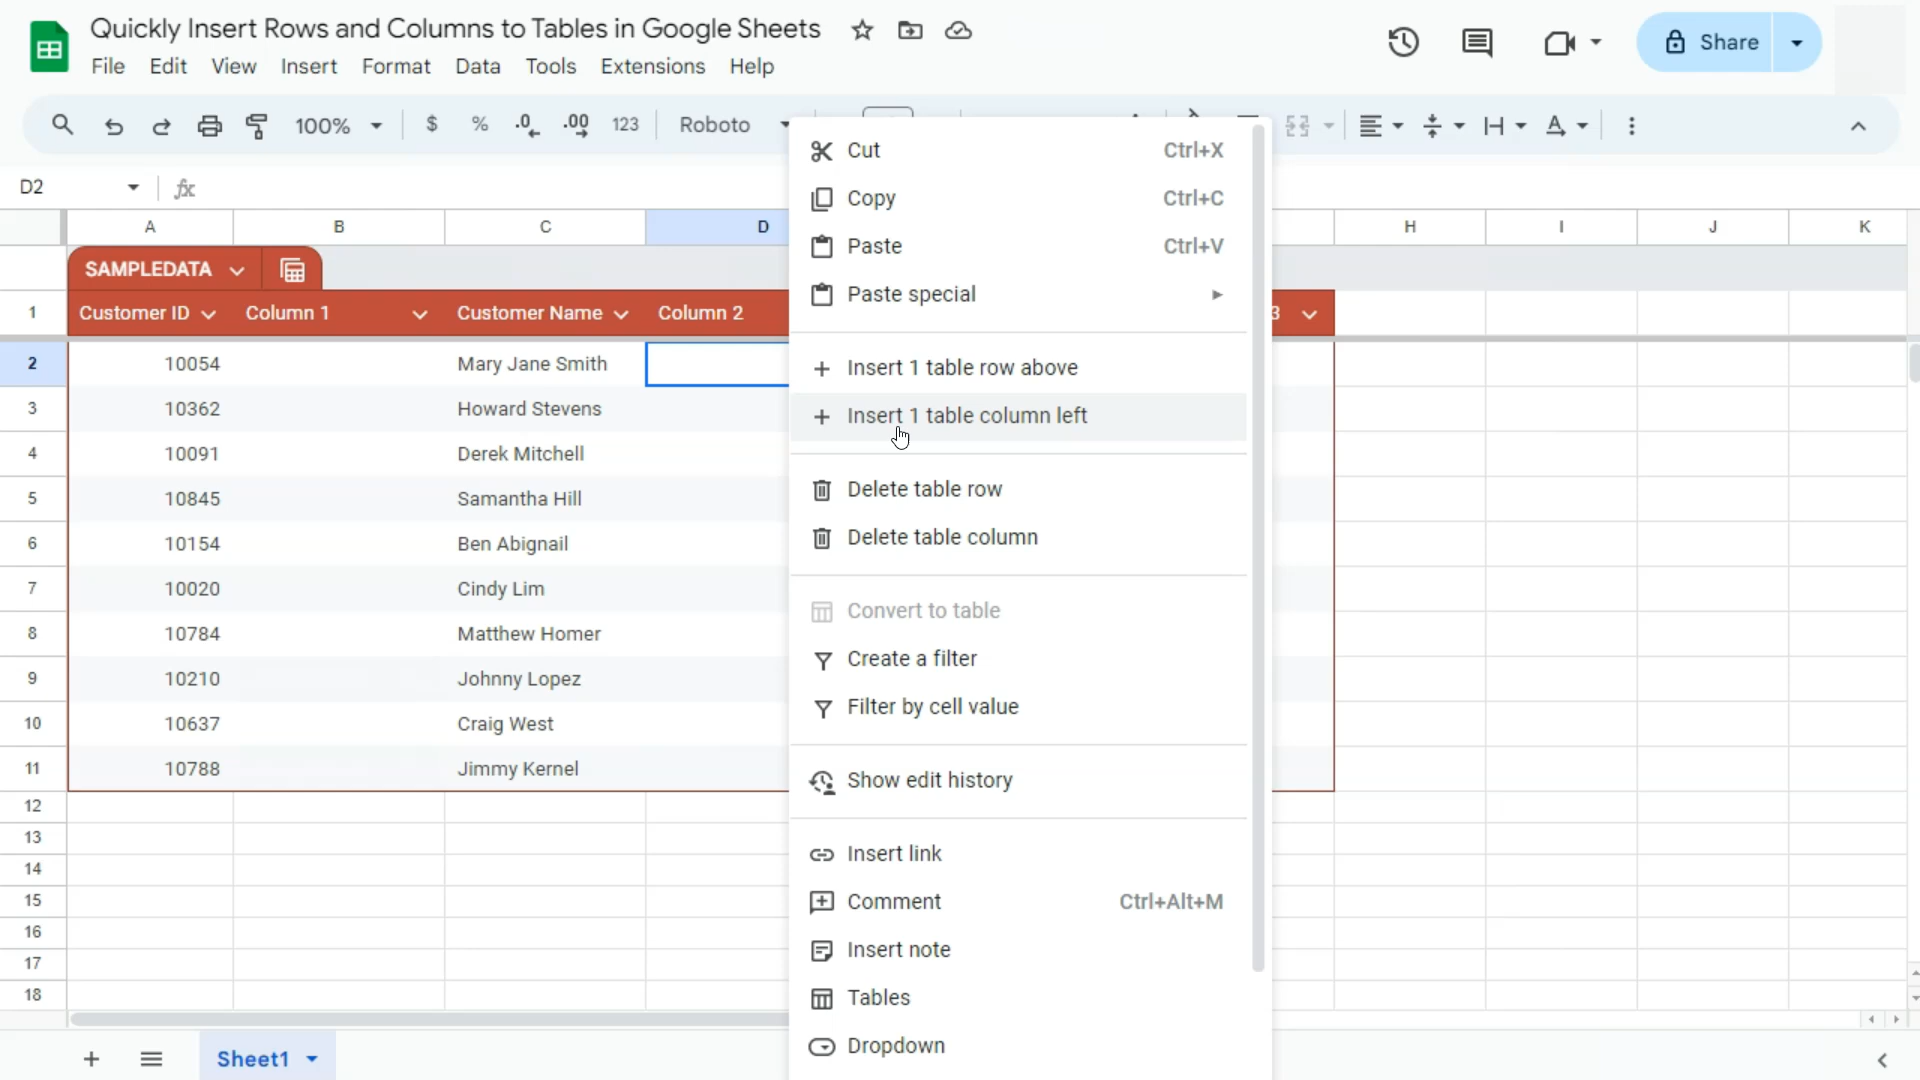 Quickly Insert Rows and Columns to Tables in Google Sheets
File Edit View Insert Format Data Tools Extensions Help
Share
100% $ % .0 .00 123 Roboto
D2 fx
A B C D H I J K
SAMPLEDATA
1 Customer ID Column 1 Customer Name Column 2 3
2 10054 Mary Jane Smith
3 10362 Howard Stevens
4 10091 Derek Mitchell
5 10845 Samantha Hill
6 10154 Ben Abignail
7 10020 Cindy Lim
8 10784 Matthew Homer
9 10210 Johnny Lopez
10 10637 Craig West
11 10788 Jimmy Kernel
12
13
14
15
16
17
18
Cut Ctrl+X
Copy Ctrl+C
Paste Ctrl+V
Paste special
Insert 1 table row above
Insert 1 table column left
Delete table row
Delete table column
Convert to table
Create a filter
Filter by cell value
Show edit history
Insert link
Comment Ctrl+Alt+M
Insert note
Tables
Dropdown
Sheet1